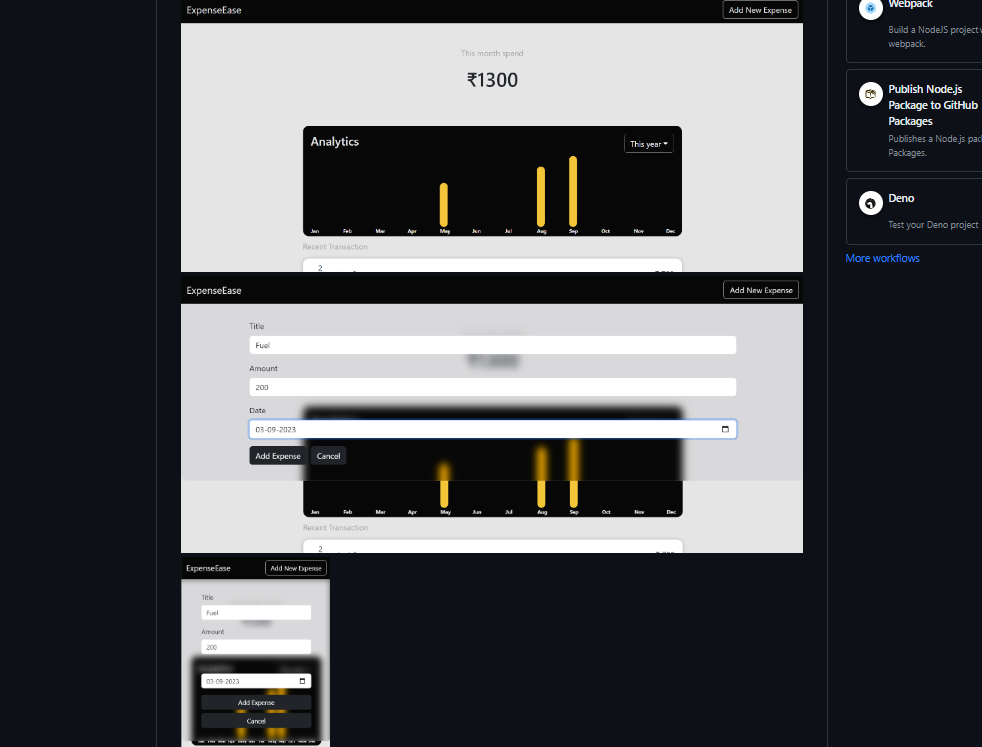 ExpenseEase
Add New Expense
This month spend
₹1300
Analytics
This year
Jan Feb Mar Apr May Jun Jul Aug Sep Oct Nov Dec
Recent Transaction
2
ExpenseEase
Add New Expense
Title
Fuel
₹1300
Amount
200
Date
03-09-2023
Add Expense
Cancel
Jan Feb Mar Apr May Jun Jul Aug Sep Oct Nov Dec
Recent Transaction
2
ExpenseEase
Add New Expense
Title
Fuel
Amount
200
03-09-2023
Add Expense
Cancel
Webpack
Build a NodeJS project w
webpack.
Publish Node.js
Package to GitHub
Packages
Publishes a Node.js pac
Packages.
Deno
Test your Deno project
More workflows